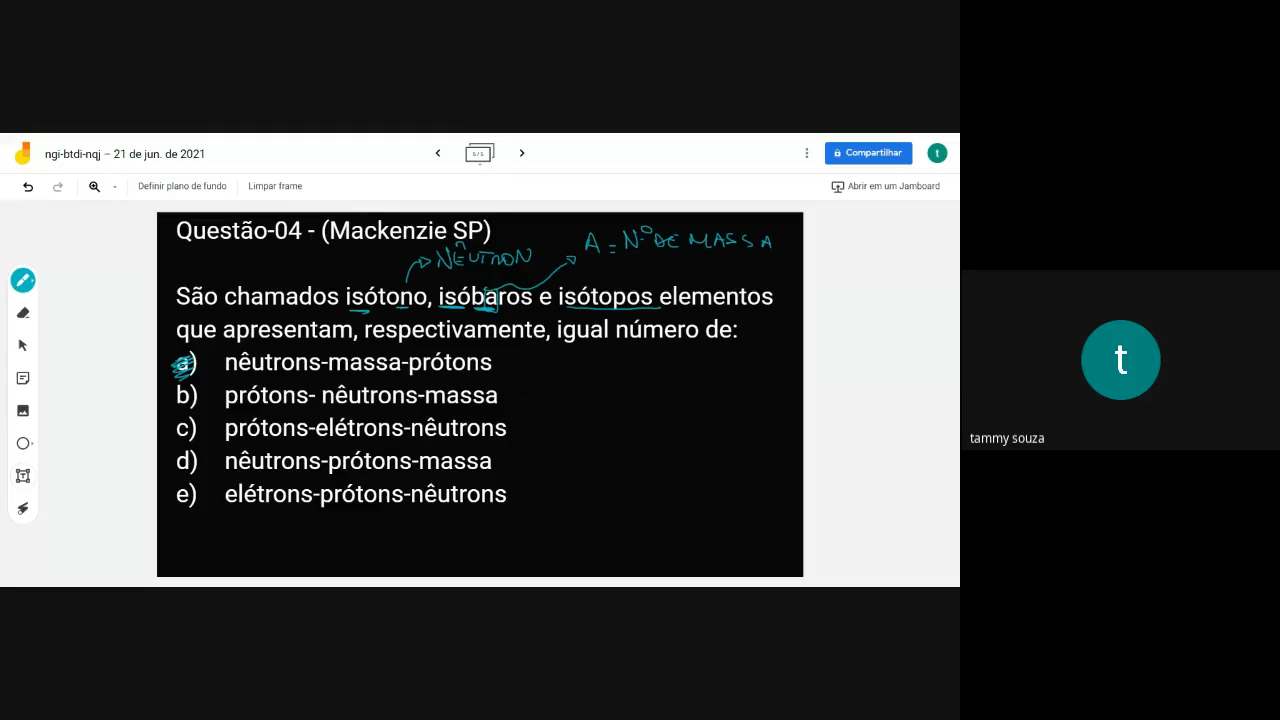 ngi-btdi-nqj – 21 de jun. de 2021
5 / 5
Compartilhar
t
Definir plano de fundo
Limpar frame
Abrir em um Jamboard
Questão-04 - (Mackenzie SP)
NÊUTRON
A = Nº DE MASSA
São chamados isótono, isóbaros e isótopos elementos
que apresentam, respectivamente, igual número de:
a) nêutrons-massa-prótons
b) prótons- nêutrons-massa
c) prótons-elétrons-nêutrons
d) nêutrons-prótons-massa
e) elétrons-prótons-nêutrons
t
tammy souza